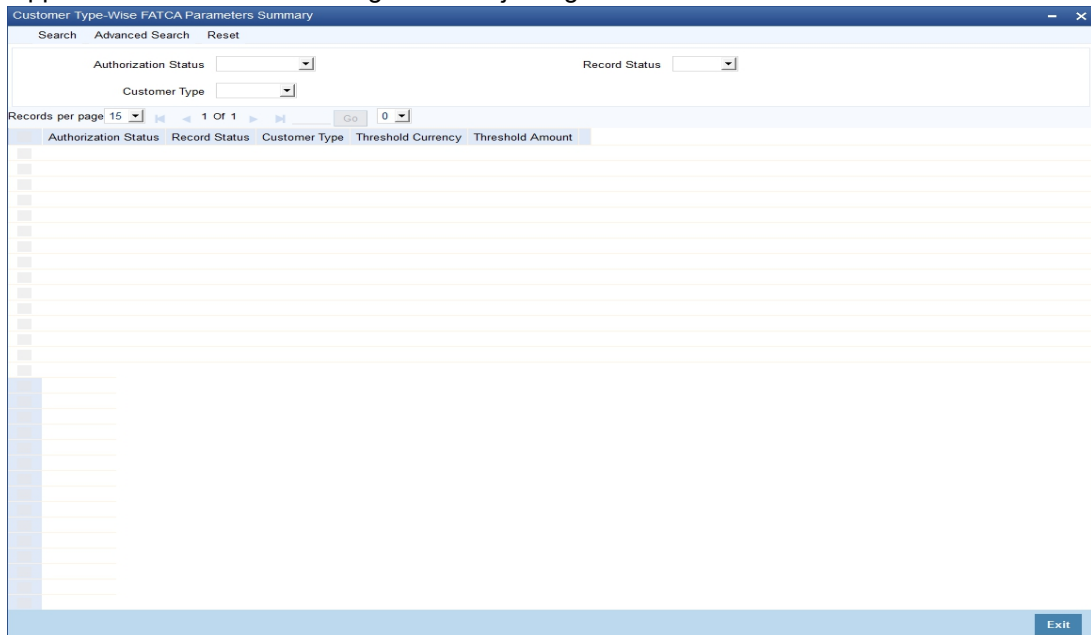 Customer Type-Wise FATCA Parameters Summary
Search Advanced Search Reset
Authorization Status Record Status
Customer Type
Records per page 15 1 Of 1 Go 0
Authorization Status Record Status Customer Type Threshold Currency Threshold Amount
Exit